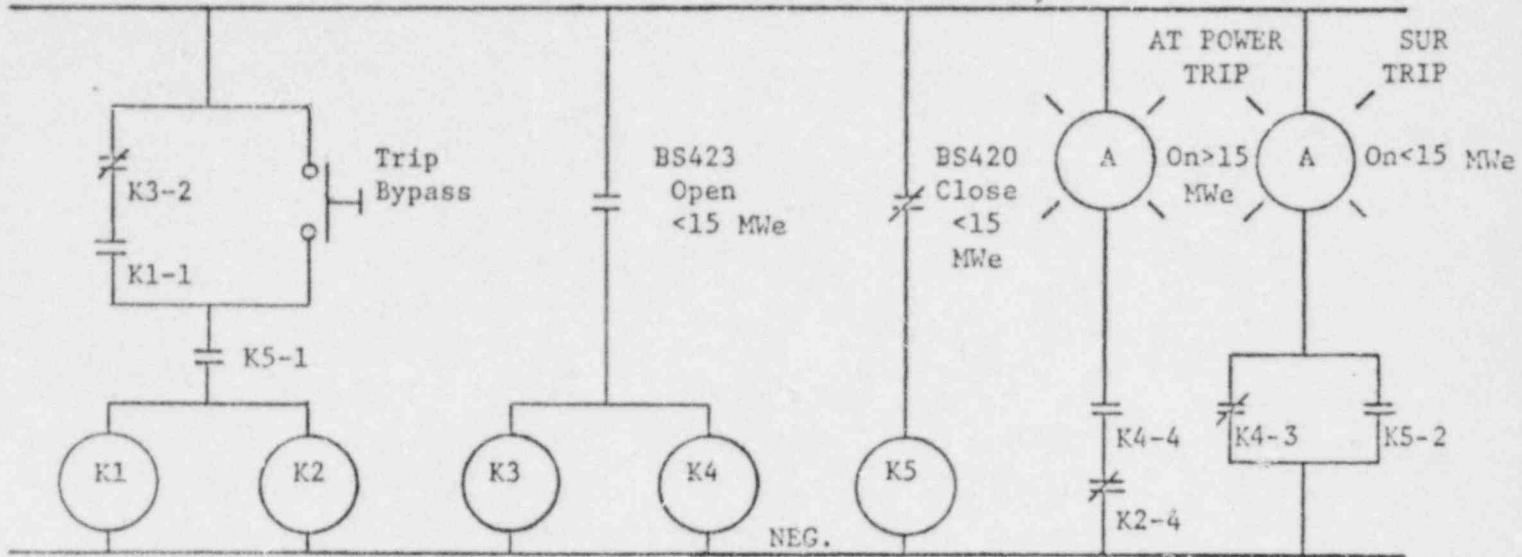 AT POWER
TRIP
SUR
TRIP
Trip
Bypass
K3-2
K1-1
K5-1
BS423
Open
<15 MWe
BS420
Close
<15
MWe
A
On>15
MWe
A
On<15 MWe
K4-4
K2-4
K4-3
K5-2
K1
K2
K3
K4
K5
NEG.